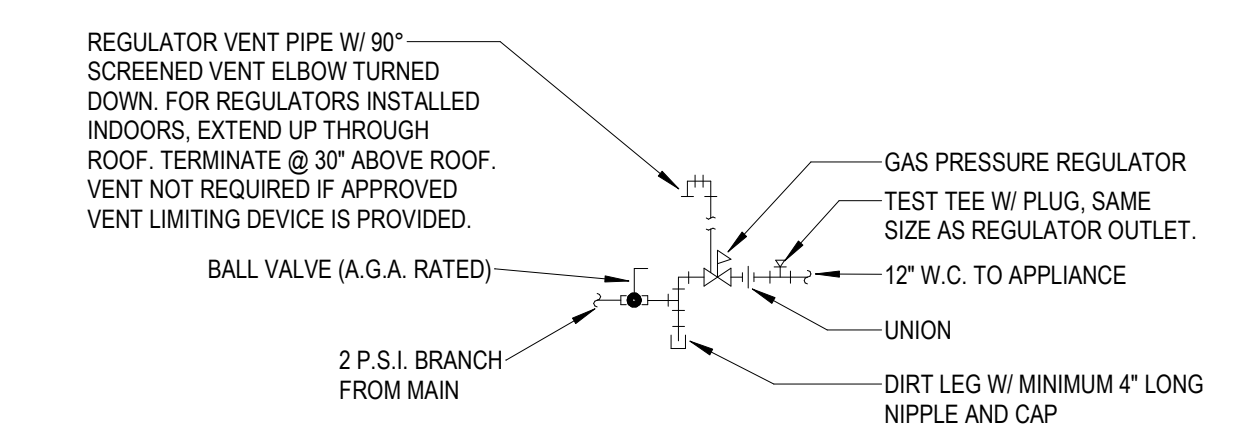 REGULATOR VENT PIPE W/ 90°
SCREENED VENT ELBOW TURNED
DOWN. FOR REGULATORS INSTALLED
INDOORS, EXTEND UP THROUGH
ROOF. TERMINATE @ 30" ABOVE ROOF.
VENT NOT REQUIRED IF APPROVED
VENT LIMITING DEVICE IS PROVIDED.
BALL VALVE (A.G.A. RATED)
2 P.S.I. BRANCH
FROM MAIN
GAS PRESSURE REGULATOR
TEST TEE W/ PLUG, SAME
SIZE AS REGULATOR OUTLET.
12" W.C. TO APPLIANCE
UNION
DIRT LEG W/ MINIMUM 4" LONG
NIPPLE AND CAP